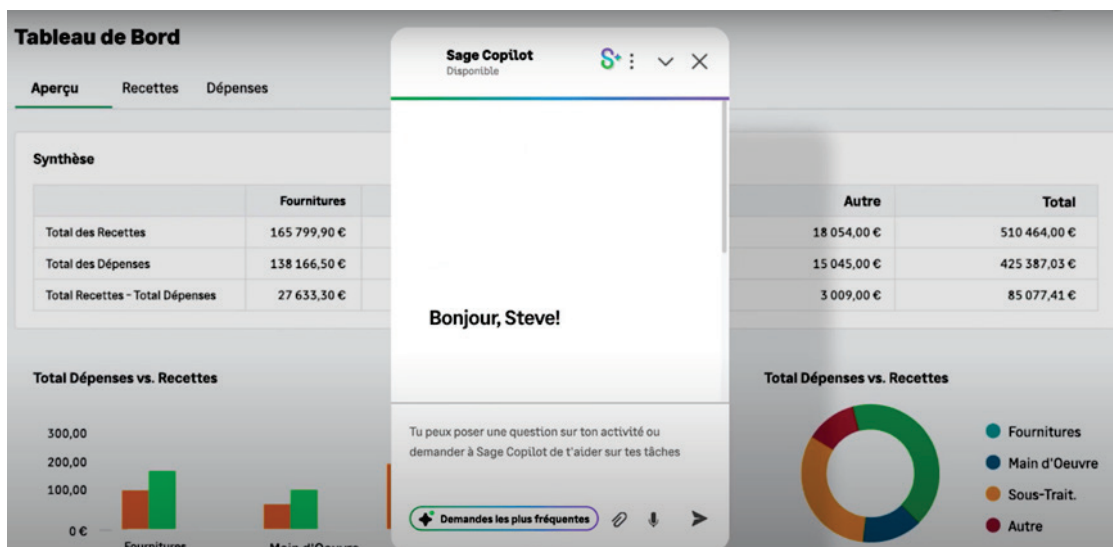 Tableau de Bord
Aperçu Recettes Dépenses
Synthèse
Fournitures Autre Total
Total des Recettes 165 799,90 € 18 054,00 € 510 464,00 €
Total des Dépenses 138 166,50 € 15 045,00 € 425 387,03 €
Total Recettes - Total Dépenses 27 633,30 € 3 009,00 € 85 077,41 €
Total Dépenses vs. Recettes
300,00
200,00
100,00
0 €
Fournitures Main d'Oeuvre
Sage Copilot
Disponible
Bonjour, Steve!
Tu peux poser une question sur ton activité ou
demander à Sage Copilot de t'aider sur tes tâches
Demandes les plus fréquentes
Total Dépenses vs. Recettes
Fournitures
Main d'Oeuvre
Sous-Trait.
Autre